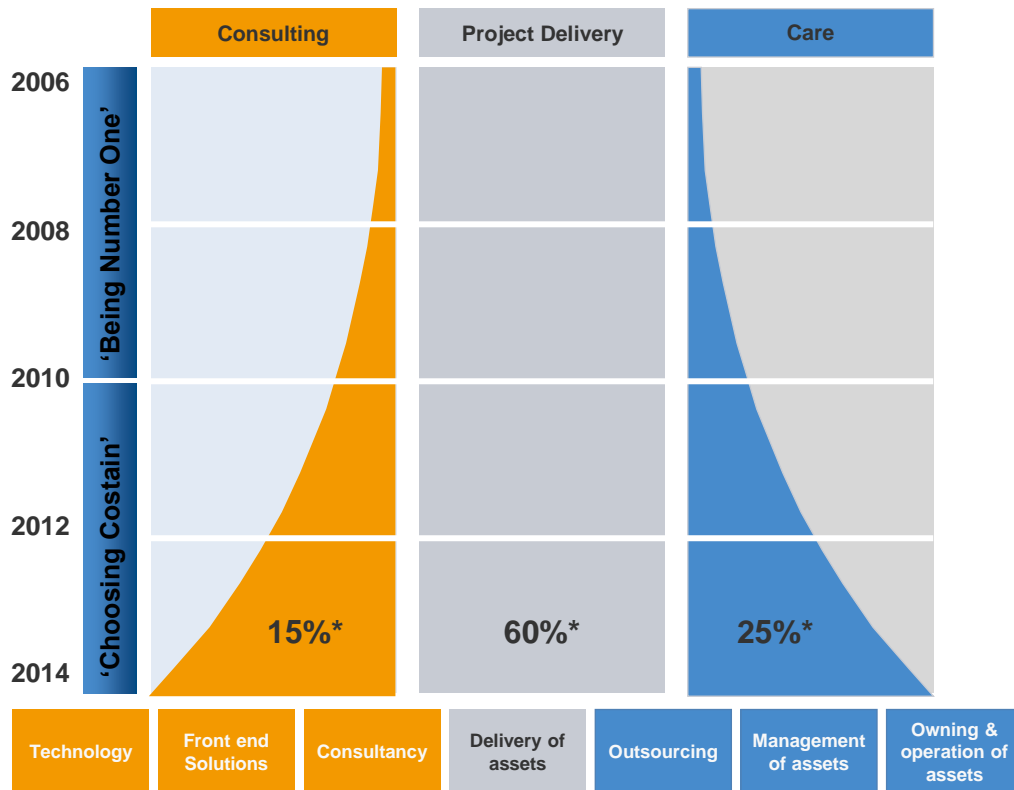 Consulting
Project Delivery
Care
2006
2008
2010
2012
2014
‘Being Number One’
‘Choosing Costain’
15%*
60%*
25%*
Technology
Front end
Solutions
Consultancy
Delivery of
assets
Outsourcing
Management
of assets
Owning &
operation of
assets